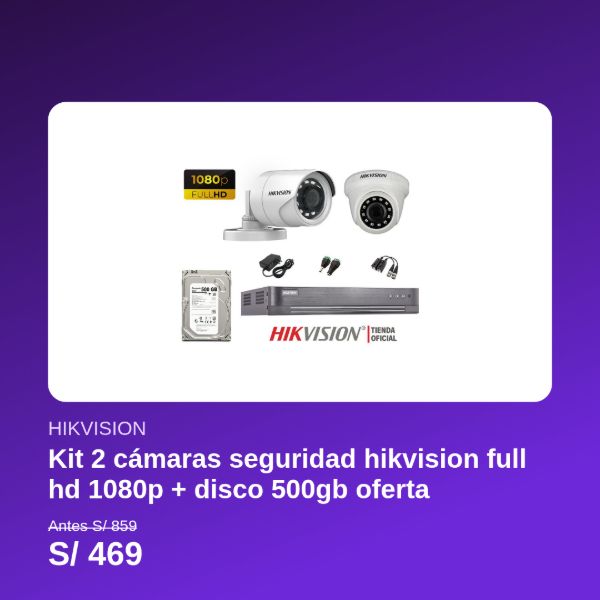 1080p
FULLHD
HIKVISION
HIKVISION
500 GB
HIKVISION® TIENDA
OFICIAL
HIKVISION
Kit 2 cámaras seguridad hikvision full
hd 1080p + disco 500gb oferta
Antes S/ 859
S/ 469